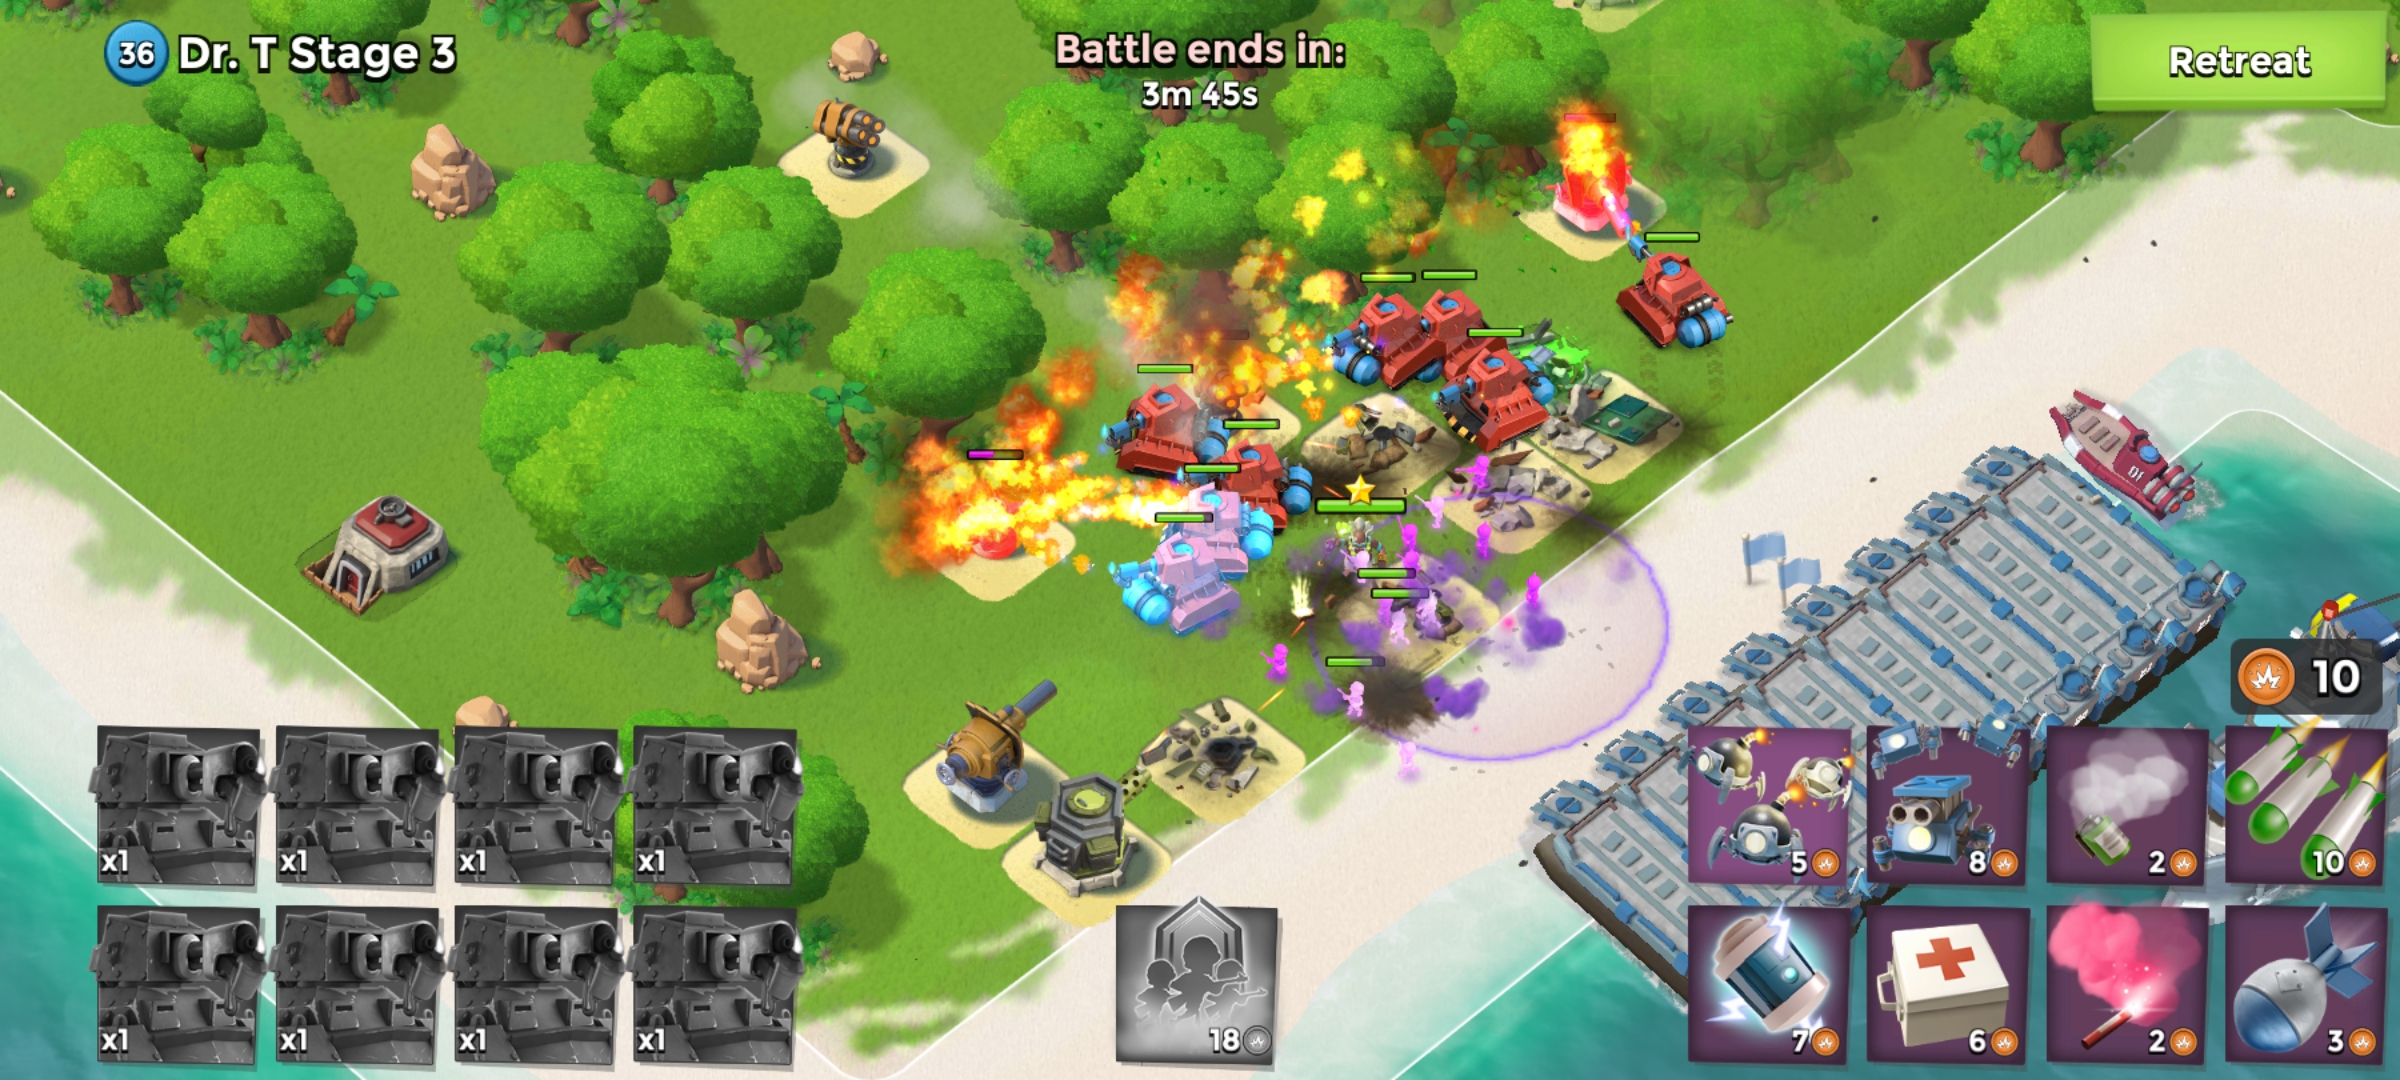 36 Dr. T Stage 3
Battle ends in:
3m 45s
Retreat
10
x1 x1 x1 x1
5 8 2 10
x1 x1 x1 x1
18
7 6 2 3